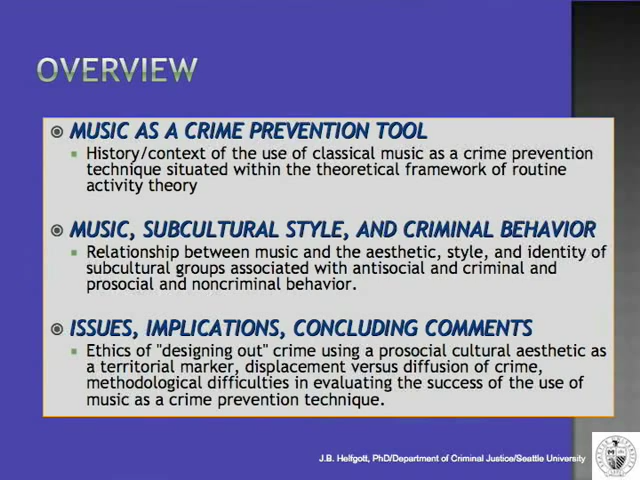 OVERVIEW
MUSIC AS A CRIME PREVENTION TOOL
History/context of the use of classical music as a crime prevention
technique situated within the theoretical framework of routine
activity theory
MUSIC, SUBCULTURAL STYLE, AND CRIMINAL BEHAVIOR
Relationship between music and the aesthetic, style, and identity of
subcultural groups associated with antisocial and criminal and
prosocial and noncriminal behavior.
ISSUES, IMPLICATIONS, CONCLUDING COMMENTS
Ethics of "designing out" crime using a prosocial cultural aesthetic as
a territorial marker, displacement versus diffusion of crime,
methodological difficulties in evaluating the success of the use of
music as a crime prevention technique.
J.B. Helfgott, PhD/Department of Criminal Justice/Seattle University